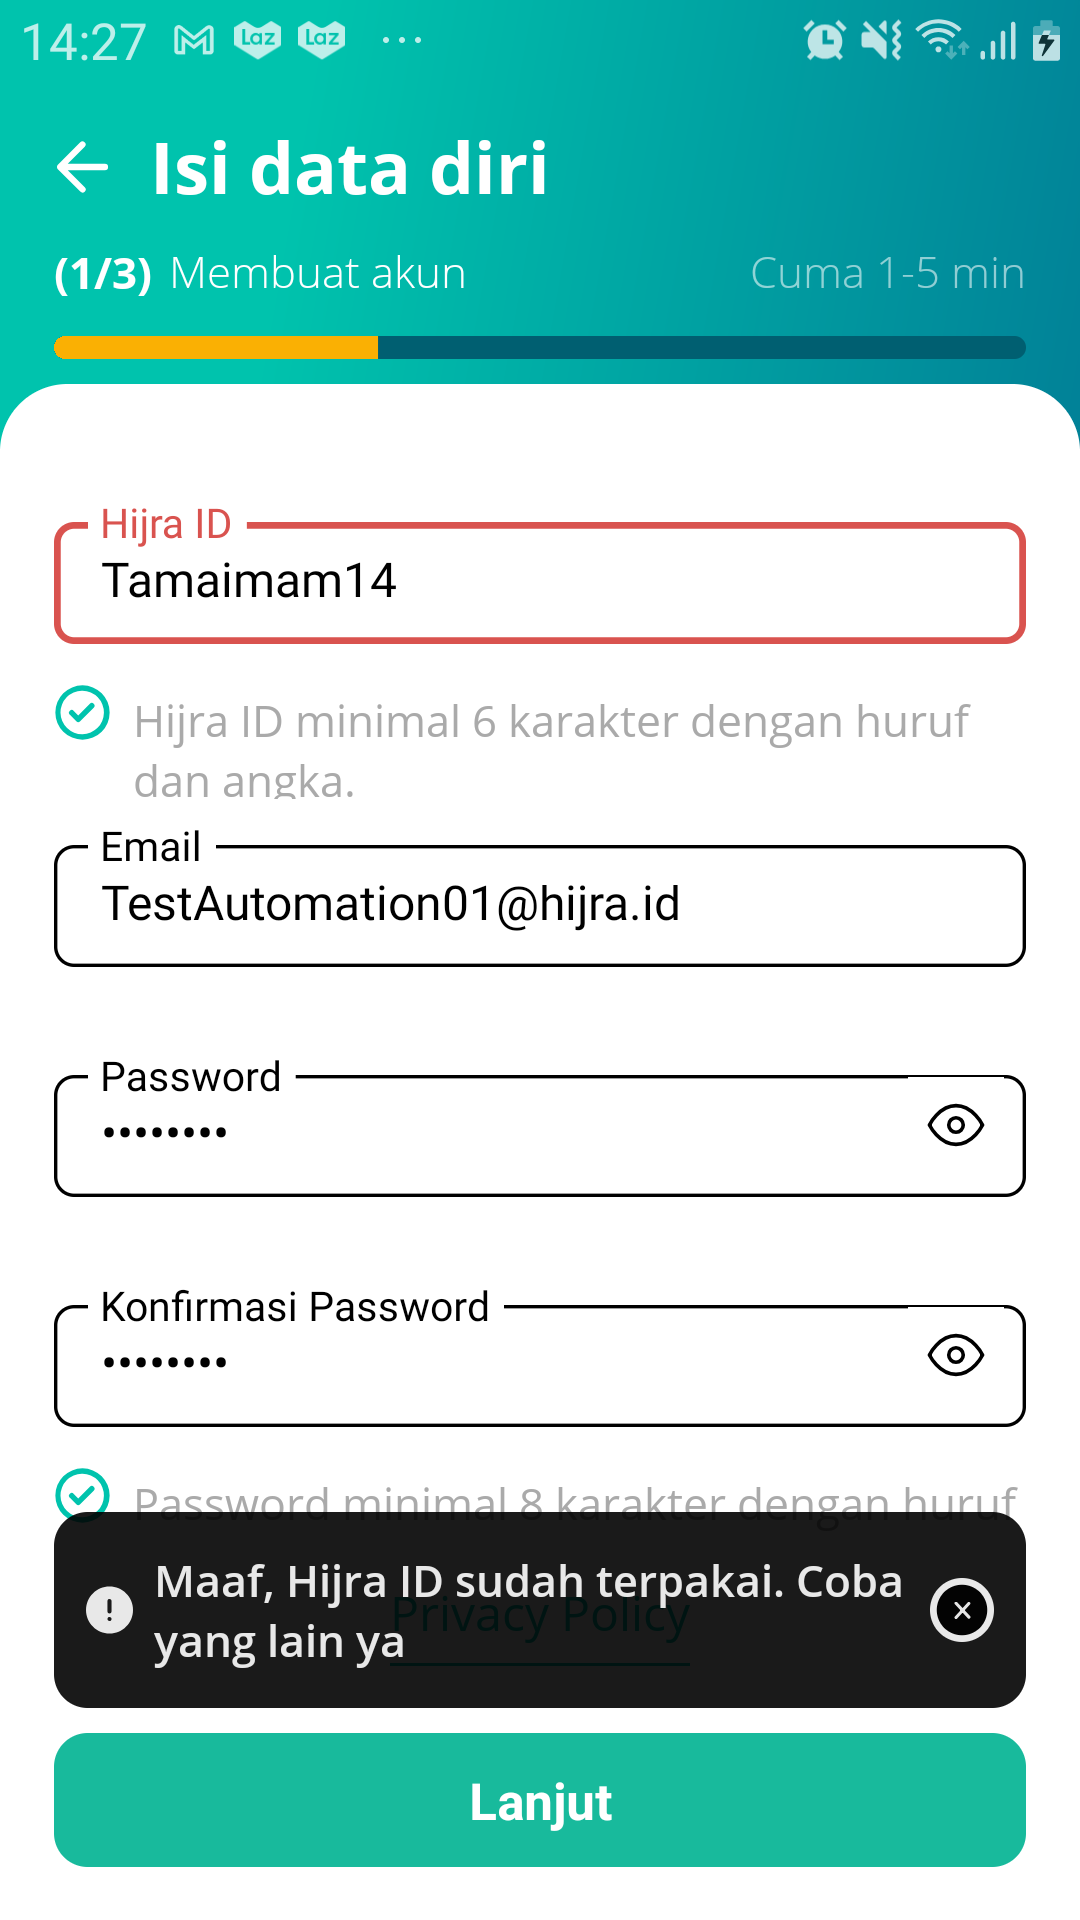 14:27
Laz Laz
Isi data diri
(1/3) Membuat akun
Cuma 1-5 min
Hijra ID
Tamaimam14
Hijra ID minimal 6 karakter dengan huruf
dan angka.
Email
TestAutomation01@hijra.id
Password
••••••••
Konfirmasi Password
••••••••
Password minimal 8 karakter dengan huruf
Maaf, Hijra ID sudah terpakai. Coba
yang lain ya
Privacy Policy
Lanjut